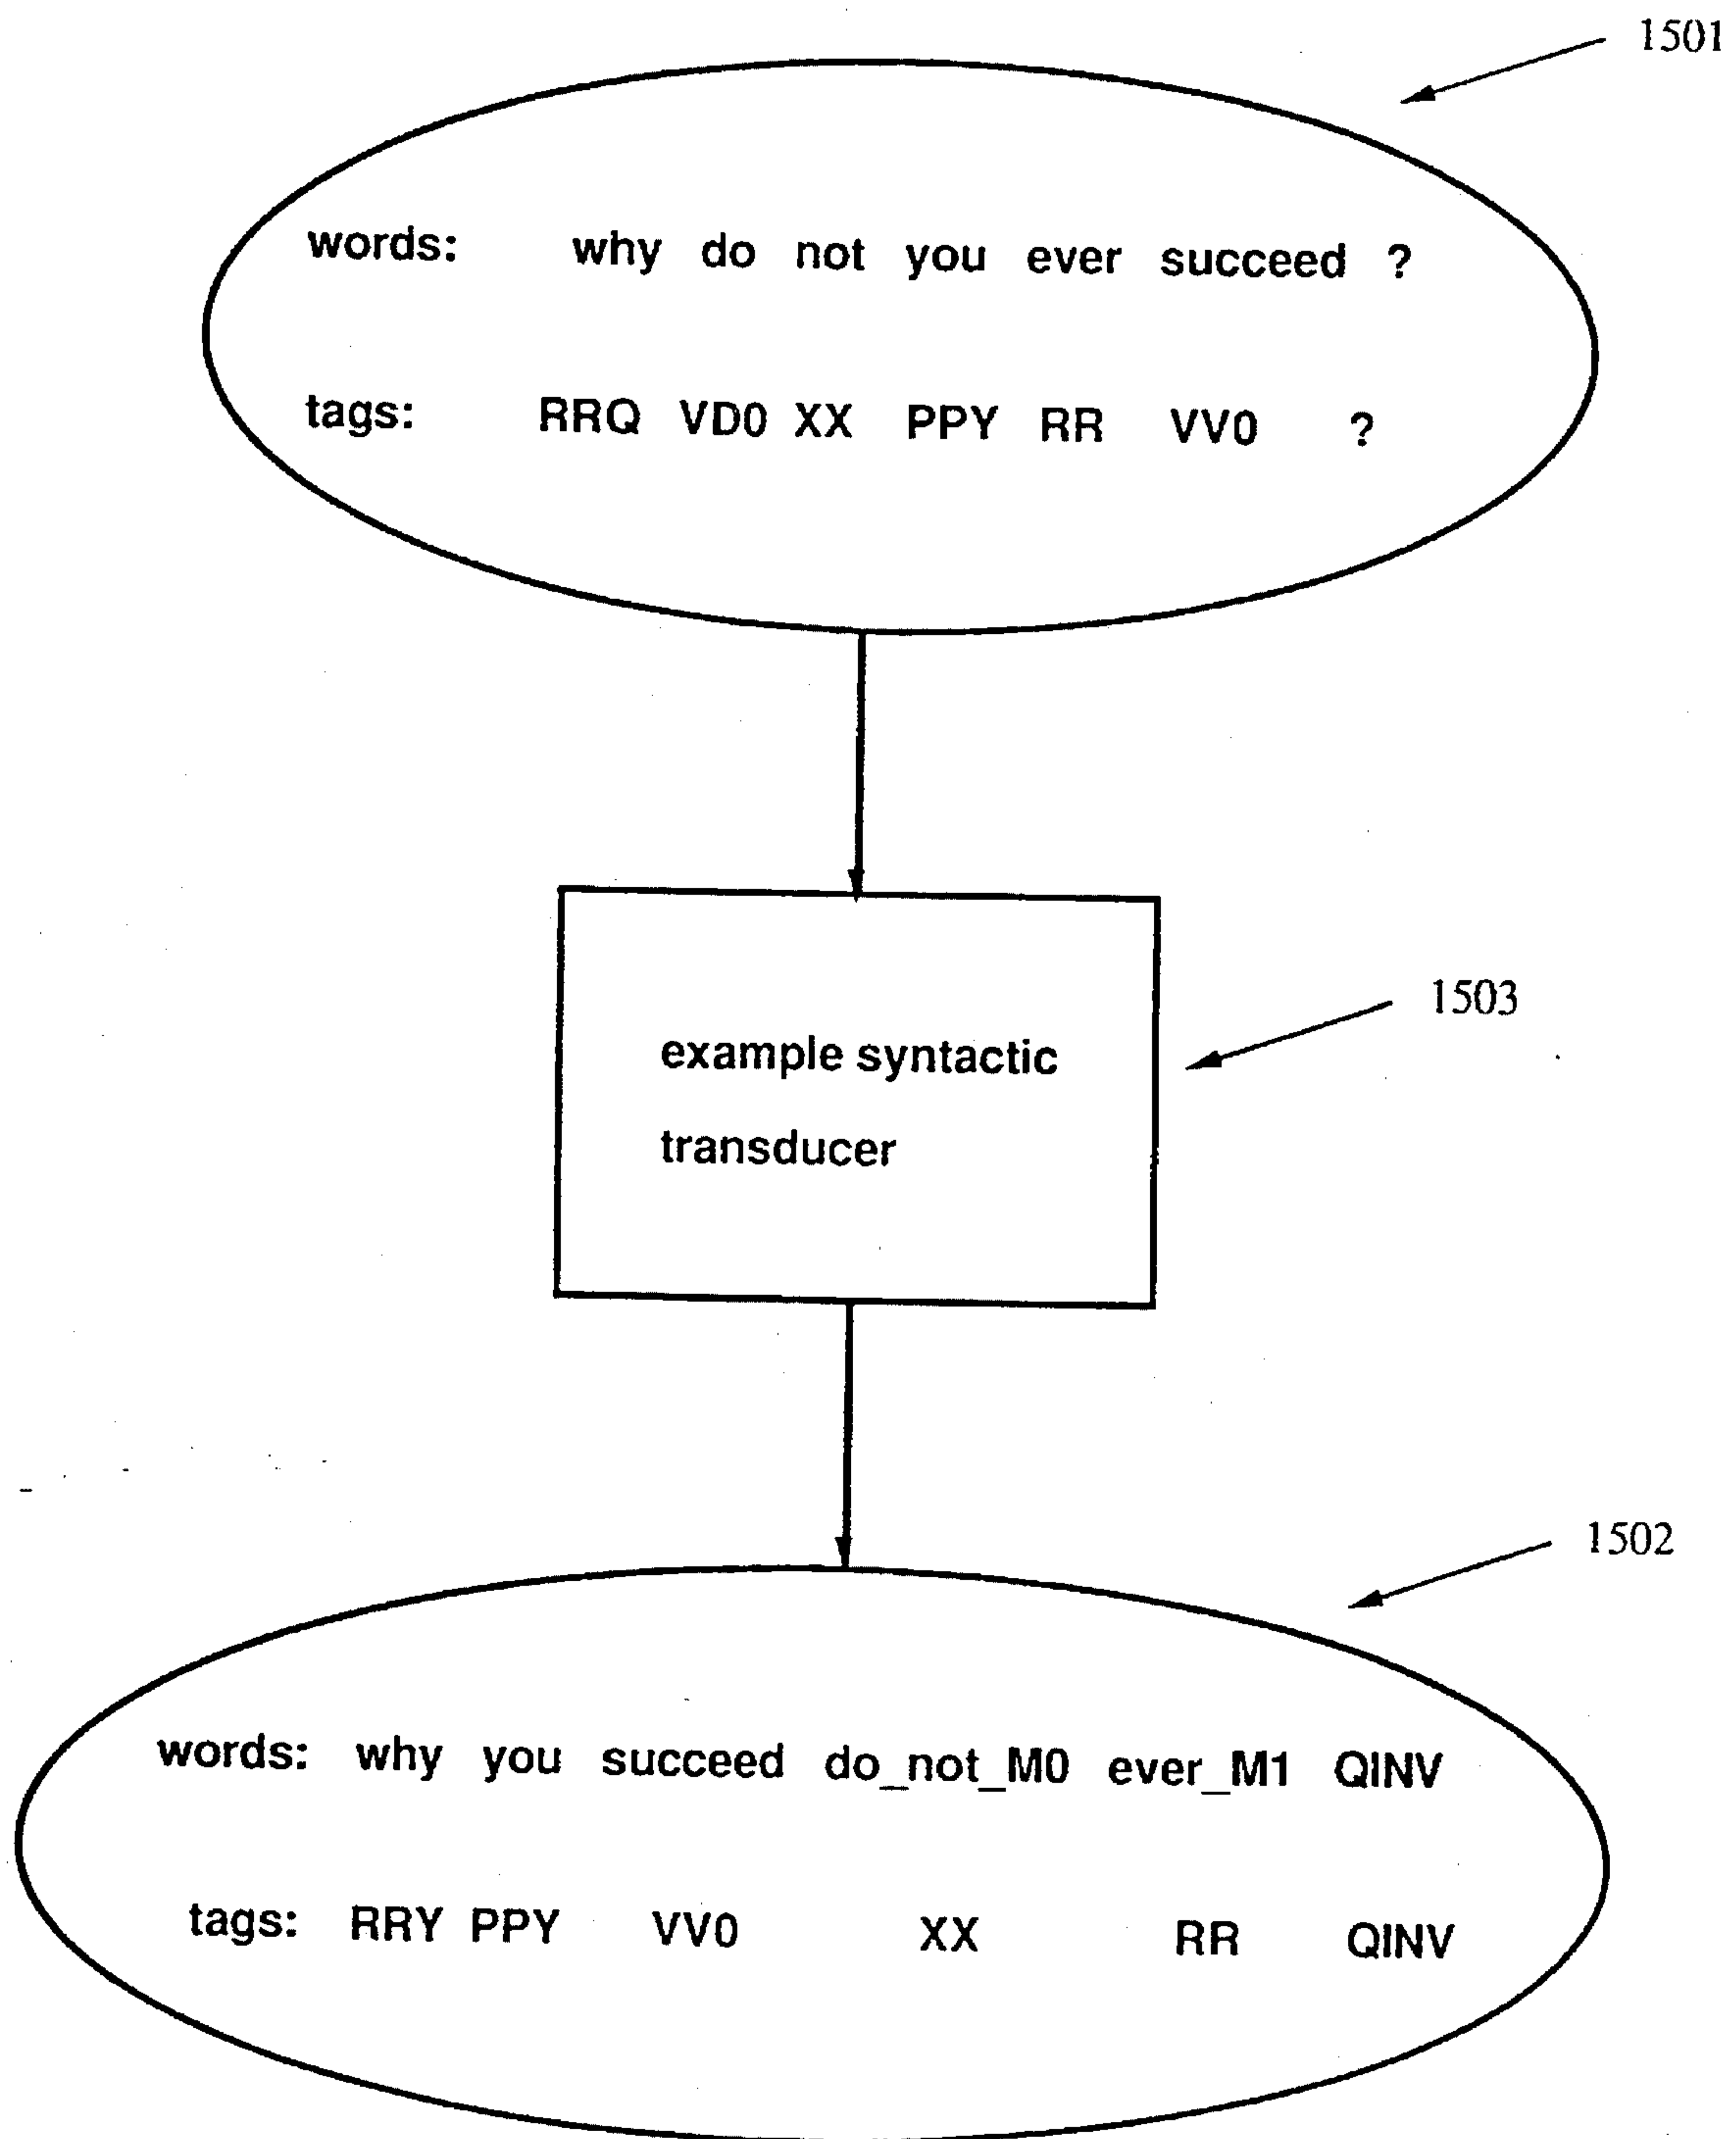 1501
words: why do not you ever succeed ?
tags: RRQ VD0 XX PPY RR VV0 ?
1503
example syntactic
transducer
1502
words: why you succeed do_not_M0 ever_M1 QINV
tags: RRY PPY VV0 XX RR QINV